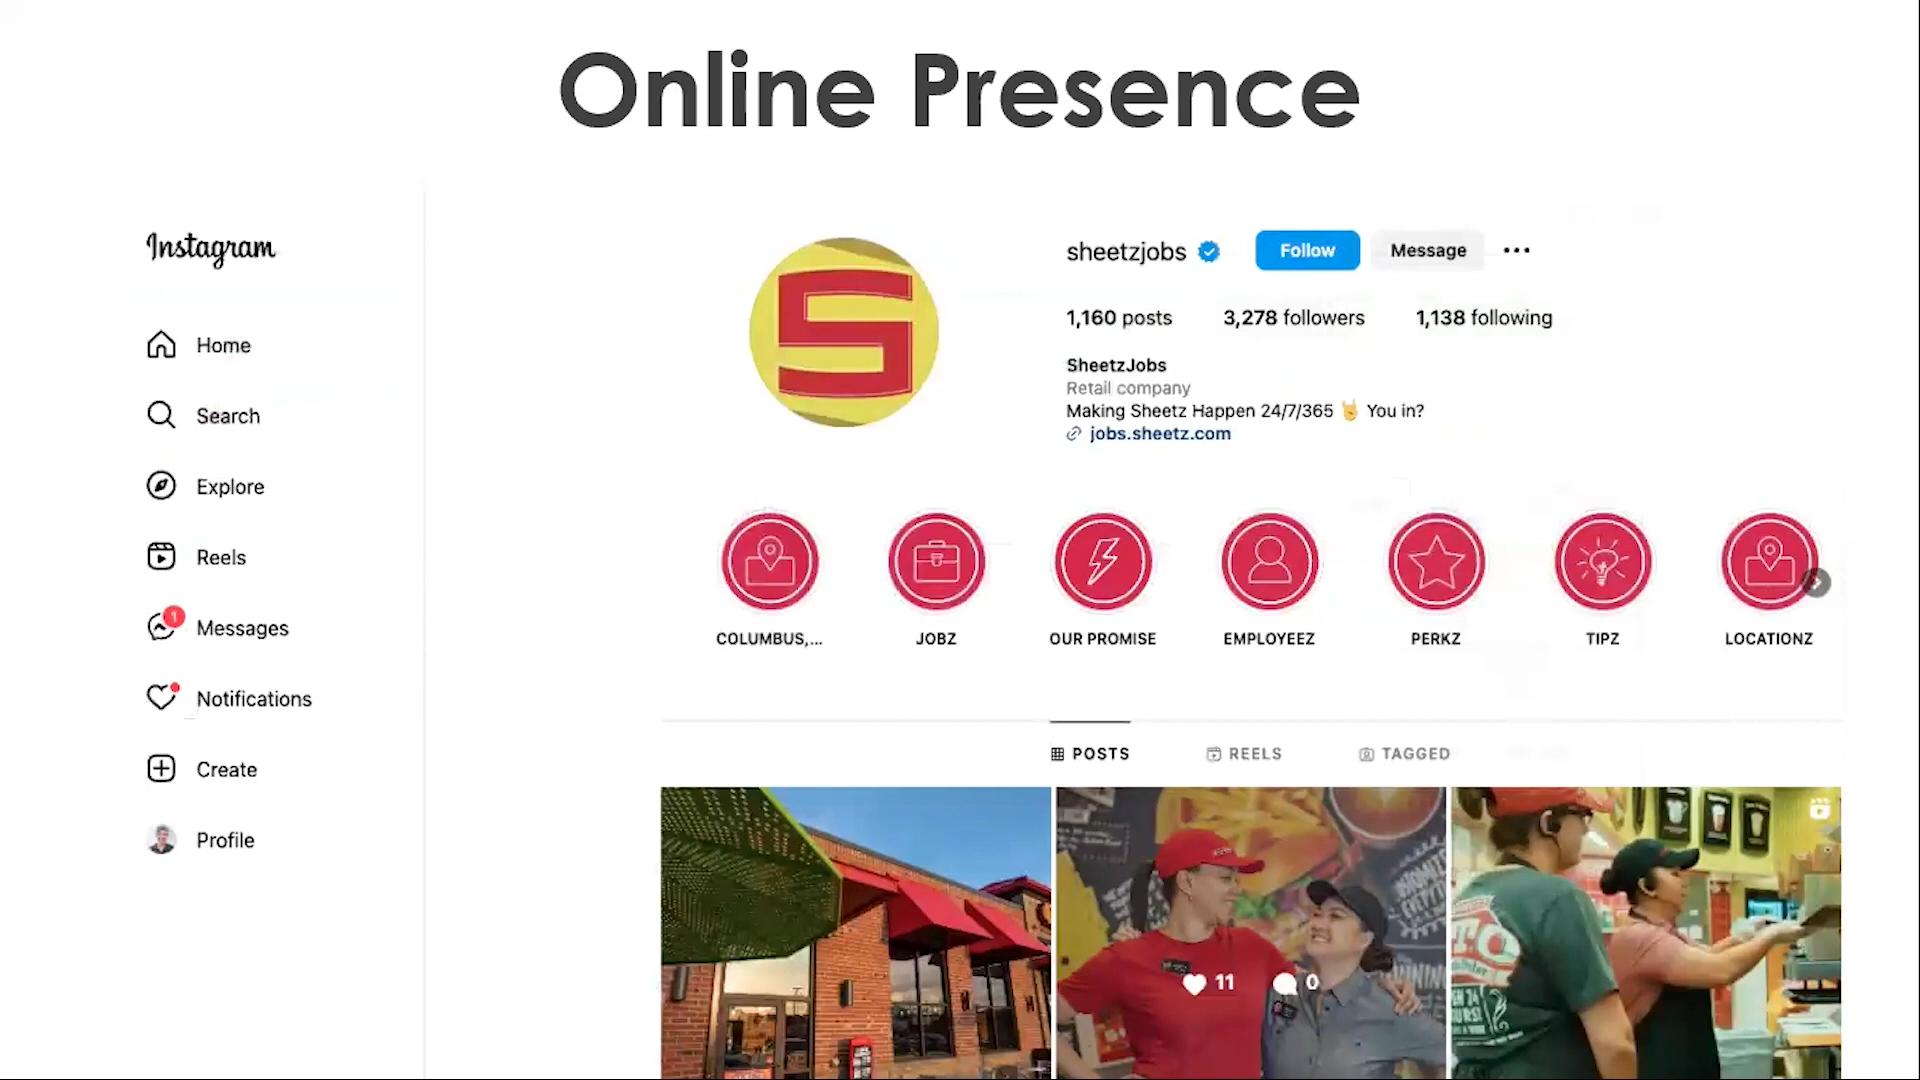 Online Presence
Instagram
Home
Search
Explore
Reels
1
Messages
Notifications
Create
Profile
S
sheetzjobs
Follow
Message
1,160 posts
3,278 followers
1,138 following
SheetzJobs
Retail company
Making Sheetz Happen 24/7/365 🤘 You in?
jobs.sheetz.com
COLUMBUS,...
JOBZ
OUR PROMISE
EMPLOYEEZ
PERKZ
TIPZ
LOCATIONZ
POSTS
REELS
TAGGED
11
0